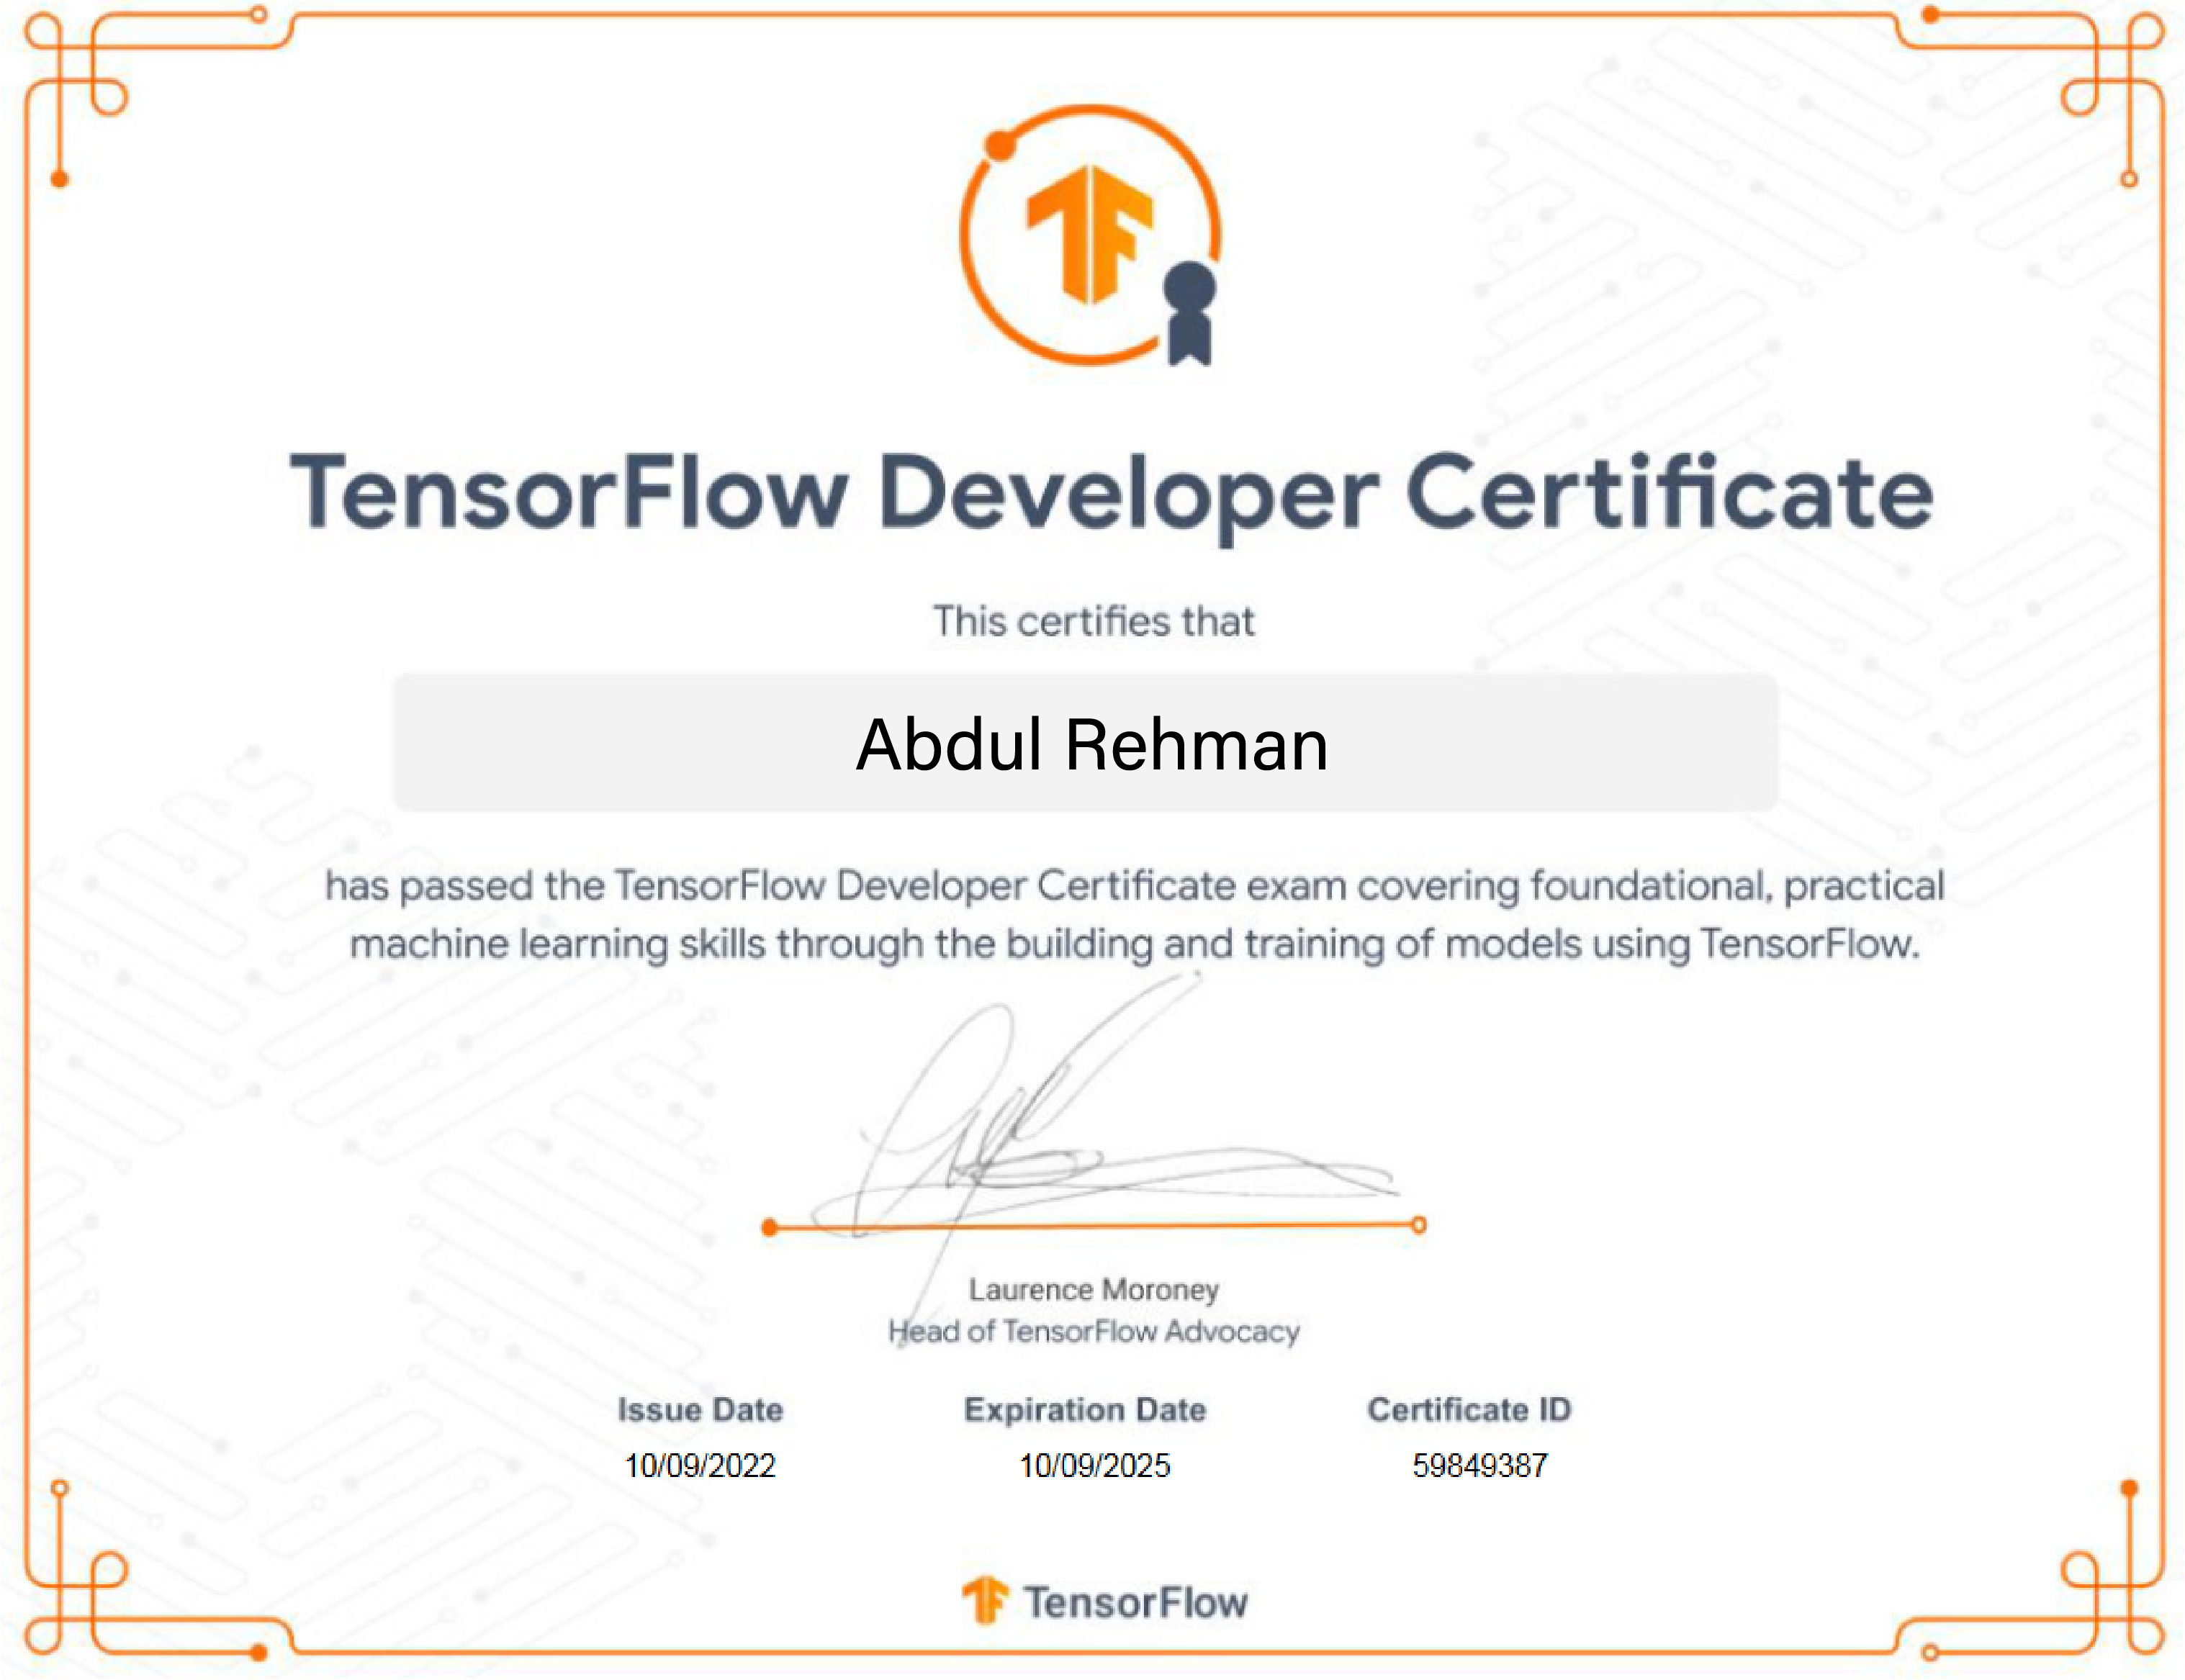 TensorFlow Developer Certificate
This certifies that
Abdul Rehman
has passed the TensorFlow Developer Certificate exam covering foundational, practical
machine learning skills through the building and training of models using TensorFlow.
Laurence Moroney
Head of TensorFlow Advocacy
Issue Date Expiration Date Certificate ID
10/09/2022 10/09/2025 59849387
TensorFlow